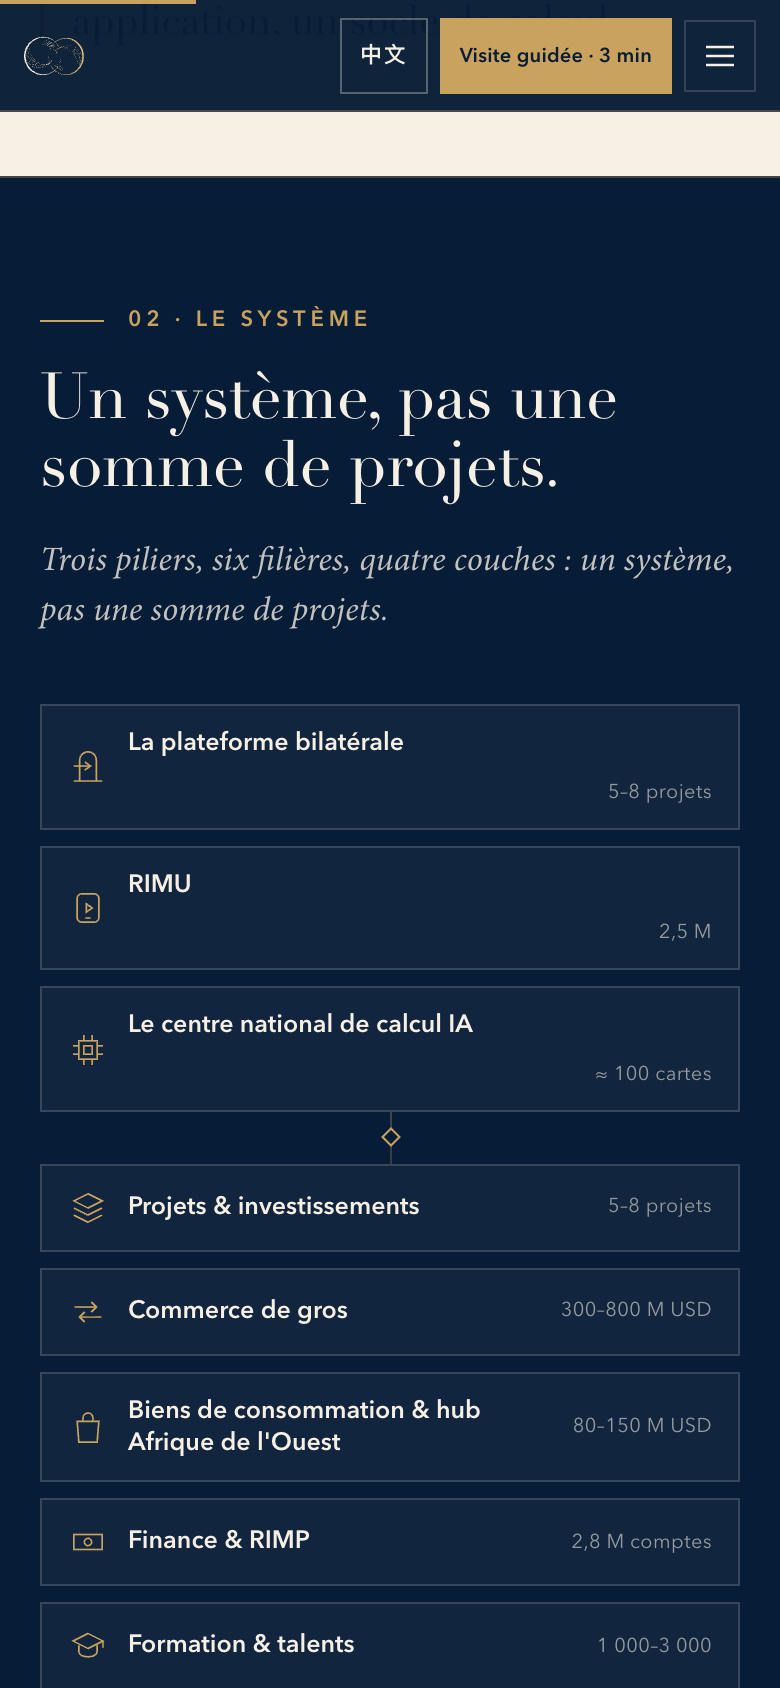 application, un socle
中文
Visite guidée · 3 min
02 · LE SYSTÈME
Un système, pas une
somme de projets.
Trois piliers, six filières, quatre couches : un système,
pas une somme de projets.
La plateforme bilatérale
5–8 projets
RIMU
2,5 M
Le centre national de calcul IA
≈ 100 cartes
Projets & investissements
5–8 projets
Commerce de gros
300–800 M USD
Biens de consommation & hub
Afrique de l'Ouest
80–150 M USD
Finance & RIMP
2,8 M comptes
Formation & talents
1 000–3 000